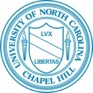 UNIVERSITY OF NORTH CAROLINA
LVX
LIBERTAS
CHAPEL HILL